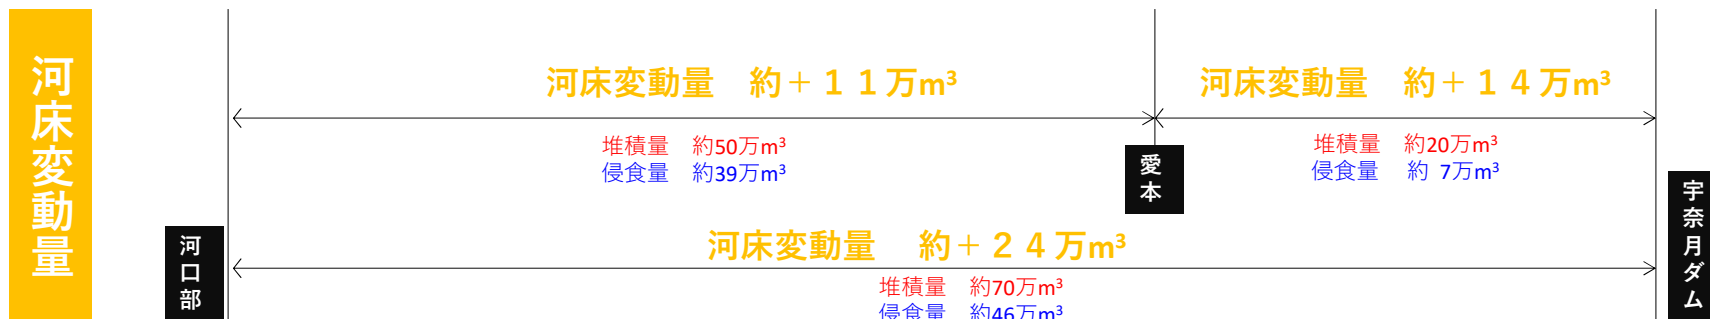 河床変動量
河床変動量　約＋１１万m³
堆積量　約50万m³
侵食量　約39万m³
河床変動量　約＋１４万m³
堆積量　約20万m³
侵食量　約 7万m³
愛本
宇奈月ダム
河口部
河床変動量　約＋２４万m³
堆積量　約70万m³
侵食量　約46万m³